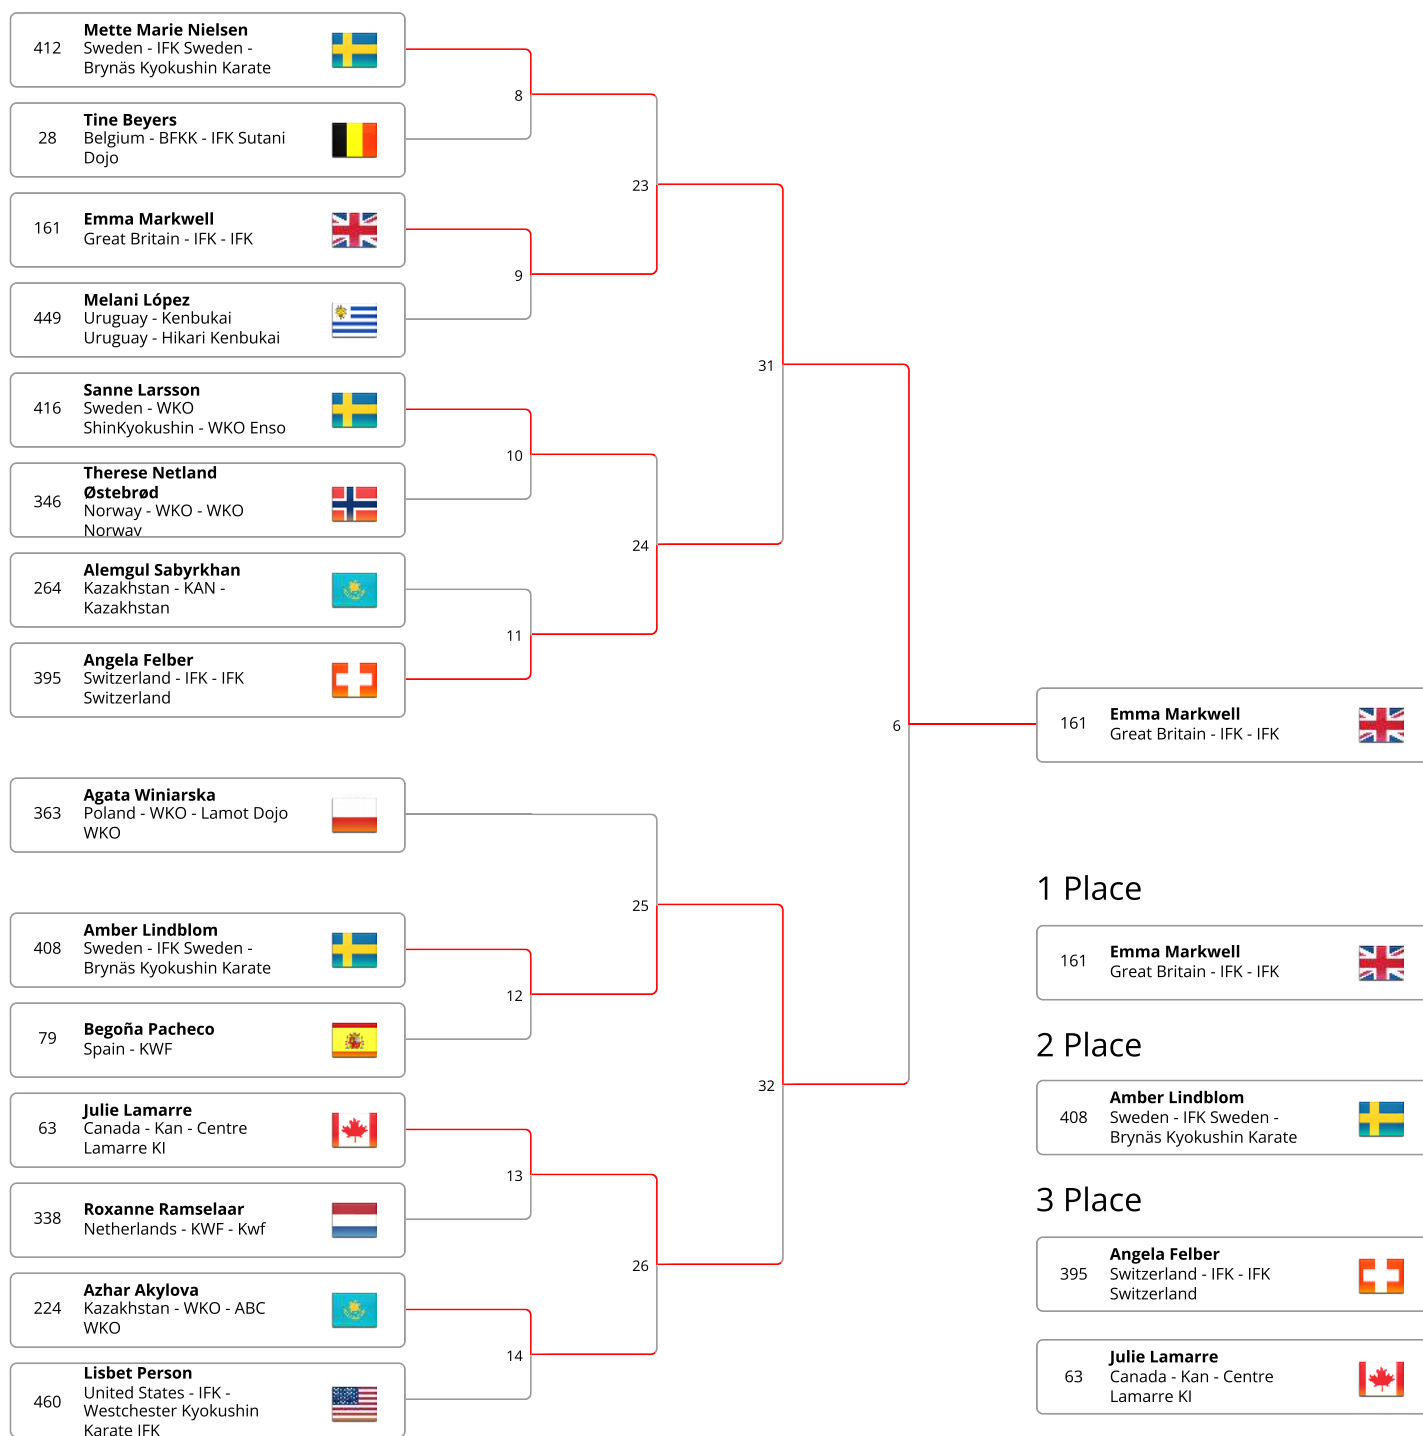 412
Mette Marie Nielsen
Sweden - IFK Sweden -
Brynäs Kyokushin Karate
28
Tine Beyers
Belgium - BFKK - IFK Sutani
Dojo
161
Emma Markwell
Great Britain - IFK - IFK
449
Melani López
Uruguay - Kenbukai
Uruguay - Hikari Kenbukai
416
Sanne Larsson
Sweden - WKO
ShinKyokushin - WKO Enso
346
Therese Netland
Østebrød
Norway - WKO - WKO
Norway
264
Alemgul Sabyrkhan
Kazakhstan - KAN -
Kazakhstan
395
Angela Felber
Switzerland - IFK - IFK
Switzerland
363
Agata Winiarska
Poland - WKO - Lamot Dojo
WKO
408
Amber Lindblom
Sweden - IFK Sweden -
Brynäs Kyokushin Karate
79
Begoña Pacheco
Spain - KWF
63
Julie Lamarre
Canada - Kan - Centre
Lamarre KI
338
Roxanne Ramselaar
Netherlands - KWF - Kwf
224
Azhar Akylova
Kazakhstan - WKO - ABC
WKO
460
Lisbet Person
United States - IFK -
Westchester Kyokushin
Karate IFK
8
9
10
11
12
13
14
23
24
25
26
31
32
6
161
Emma Markwell
Great Britain - IFK - IFK
1 Place
161
Emma Markwell
Great Britain - IFK - IFK
2 Place
408
Amber Lindblom
Sweden - IFK Sweden -
Brynäs Kyokushin Karate
3 Place
395
Angela Felber
Switzerland - IFK - IFK
Switzerland
63
Julie Lamarre
Canada - Kan - Centre
Lamarre KI